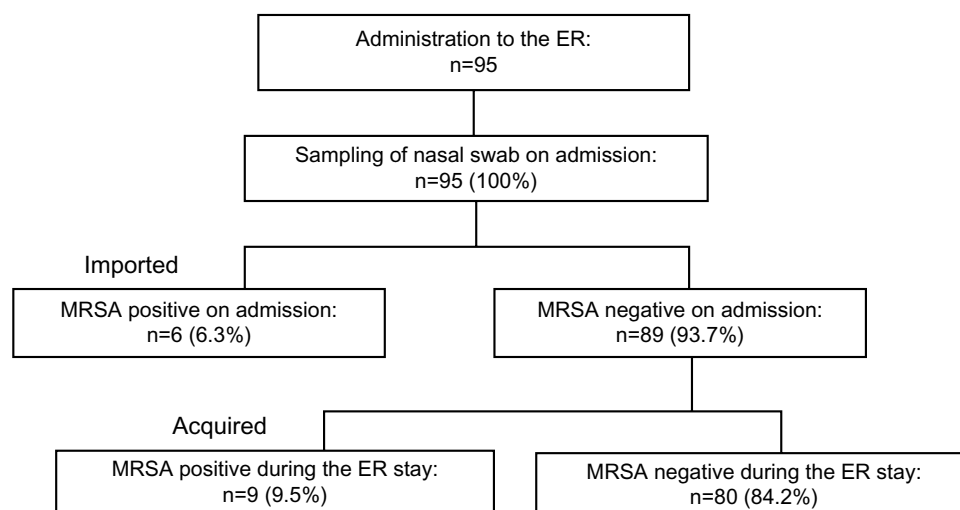 Administration to the ER:
n=95
Sampling of nasal swab on admission:
n=95 (100%)
Imported
MRSA positive on admission:
n=6 (6.3%)
MRSA negative on admission:
n=89 (93.7%)
Acquired
MRSA positive during the ER stay:
n=9 (9.5%)
MRSA negative during the ER stay:
n=80 (84.2%)